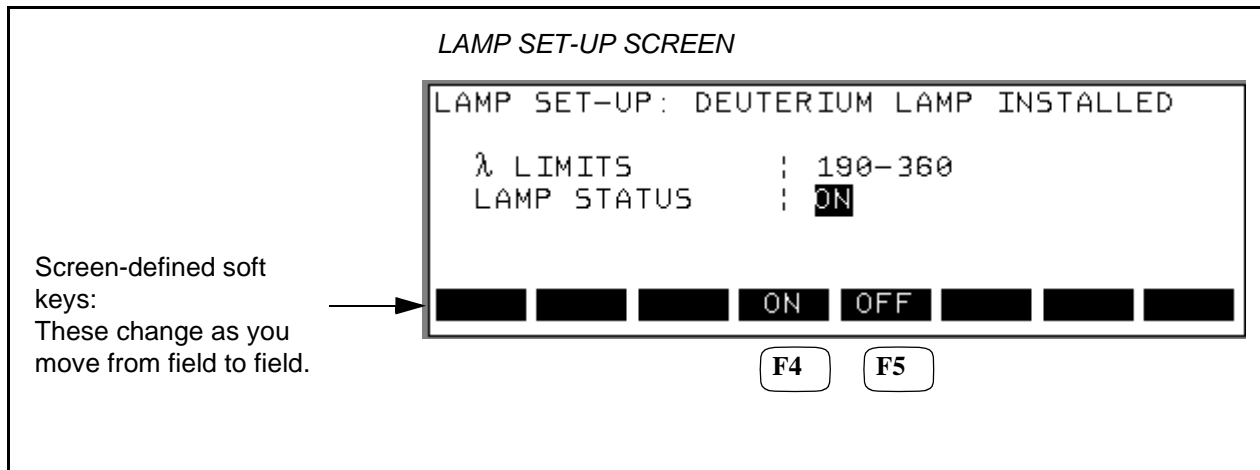 LAMP SET-UP SCREEN
LAMP SET-UP: DEUTERIUM LAMP INSTALLED
λ LIMITS ¦ 190-360
LAMP STATUS ¦ ON
Screen-defined soft
keys:
These change as you
move from field to field.
ON OFF
F4 F5